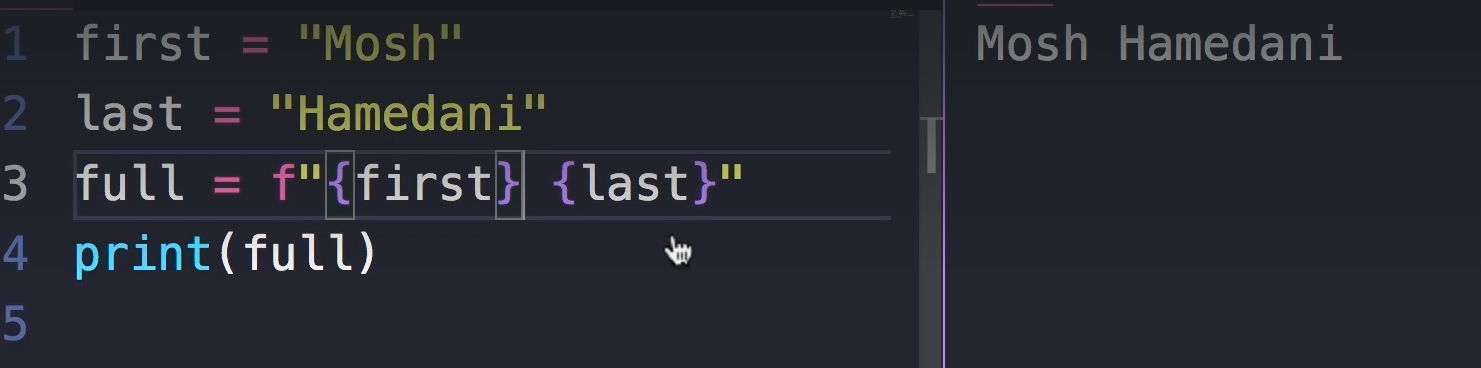 1 first = "Mosh"
2 last = "Hamedani"
3 full = f"{first} {last}"
4 print(full)
5
Mosh Hamedani